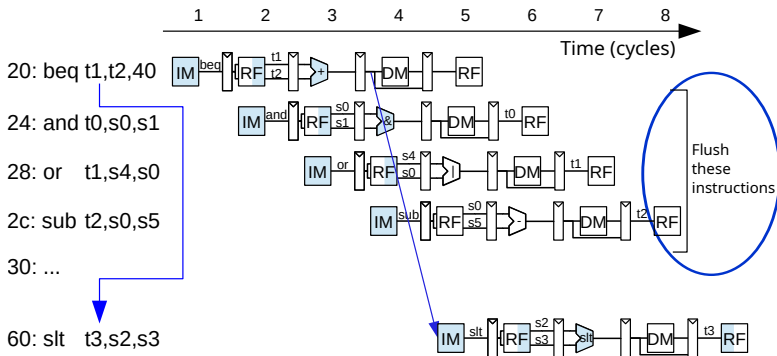 1 2 3 4 5 6 7 8
Time (cycles)
20: beq t1,t2,40 IM beq RF t1 t2 + DM RF
24: and t0,s0,s1 IM and RF s0 s1 & DM t0 RF
28: or t1,s4,s0 IM or RF s4 s0 | DM t1 RF
2c: sub t2,s0,s5 IM sub RF s0 s5 - DM t2 RF
30: ...
60: slt t3,s2,s3 IM slt RF s2 s3 slt DM t3 RF
Flush
these
instructions